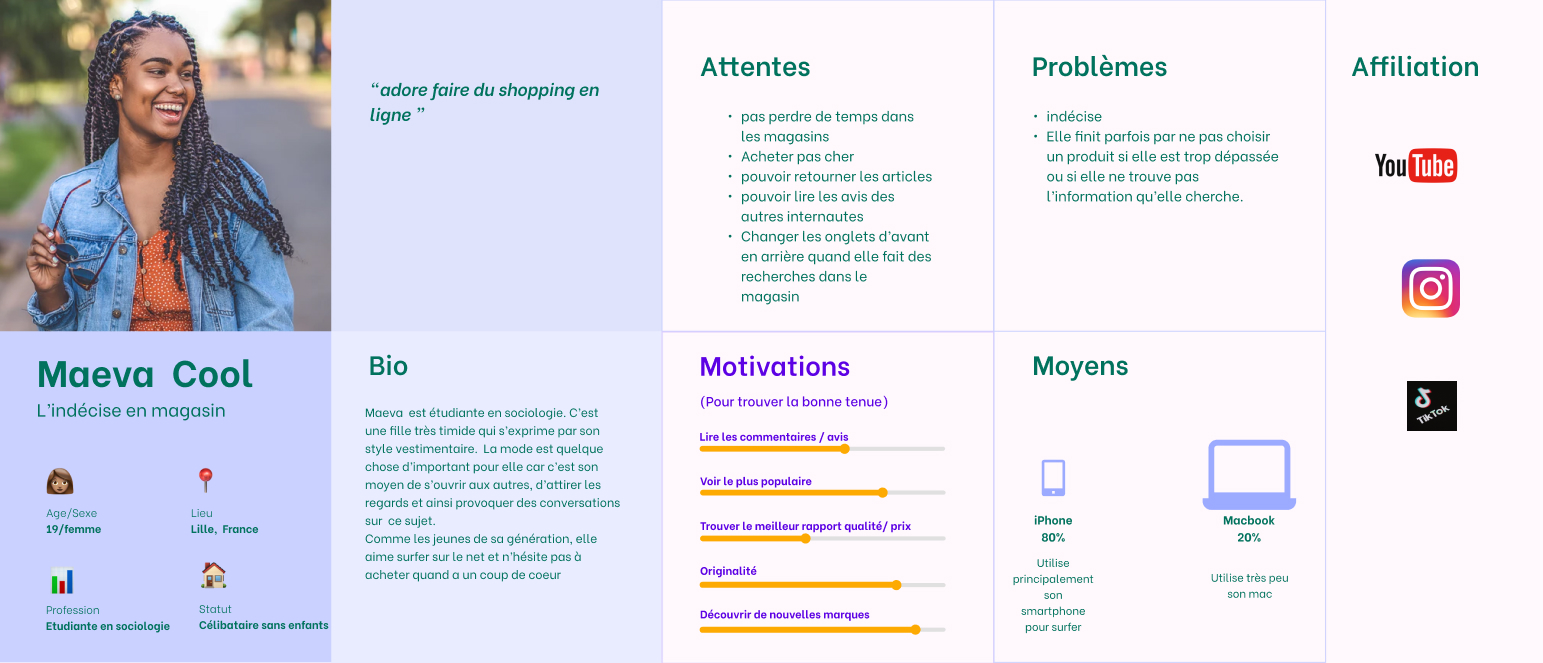 “adore faire du shopping en
ligne ”
Attentes
• pas perdre de temps dans
les magasins
• Acheter pas cher
• pouvoir retourner les articles
• pouvoir lire les avis des
autres internautes
• Changer les onglets d’avant
en arrière quand elle fait des
recherches dans le
magasin
Problèmes
• indécise
• Elle finit parfois par ne pas choisir
un produit si elle est trop dépassée
ou si elle ne trouve pas
l’information qu’elle cherche.
Affiliation
YouTube
TikTok
Maeva Cool
L’indécise en magasin
Age/Sexe
19/femme
Lieu
Lille, France
Profession
Etudiante en sociologie
Statut
Célibataire sans enfants
Bio
Maeva est étudiante en sociologie. C’est
une fille très timide qui s’exprime par son
style vestimentaire. La mode est quelque
chose d’important pour elle car c’est son
moyen de s’ouvrir aux autres, d’attirer les
regards et ainsi provoquer des conversations
sur ce sujet.
Comme les jeunes de sa génération, elle
aime surfer sur le net et n’hésite pas à
acheter quand a un coup de coeur
Motivations
(Pour trouver la bonne tenue)
Lire les commentaires / avis
Voir le plus populaire
Trouver le meilleur rapport qualité/ prix
Originalité
Découvrir de nouvelles marques
Moyens
iPhone
80%
Utilise
principalement
son
smartphone
pour surfer
Macbook
20%
Utilise très peu
son mac